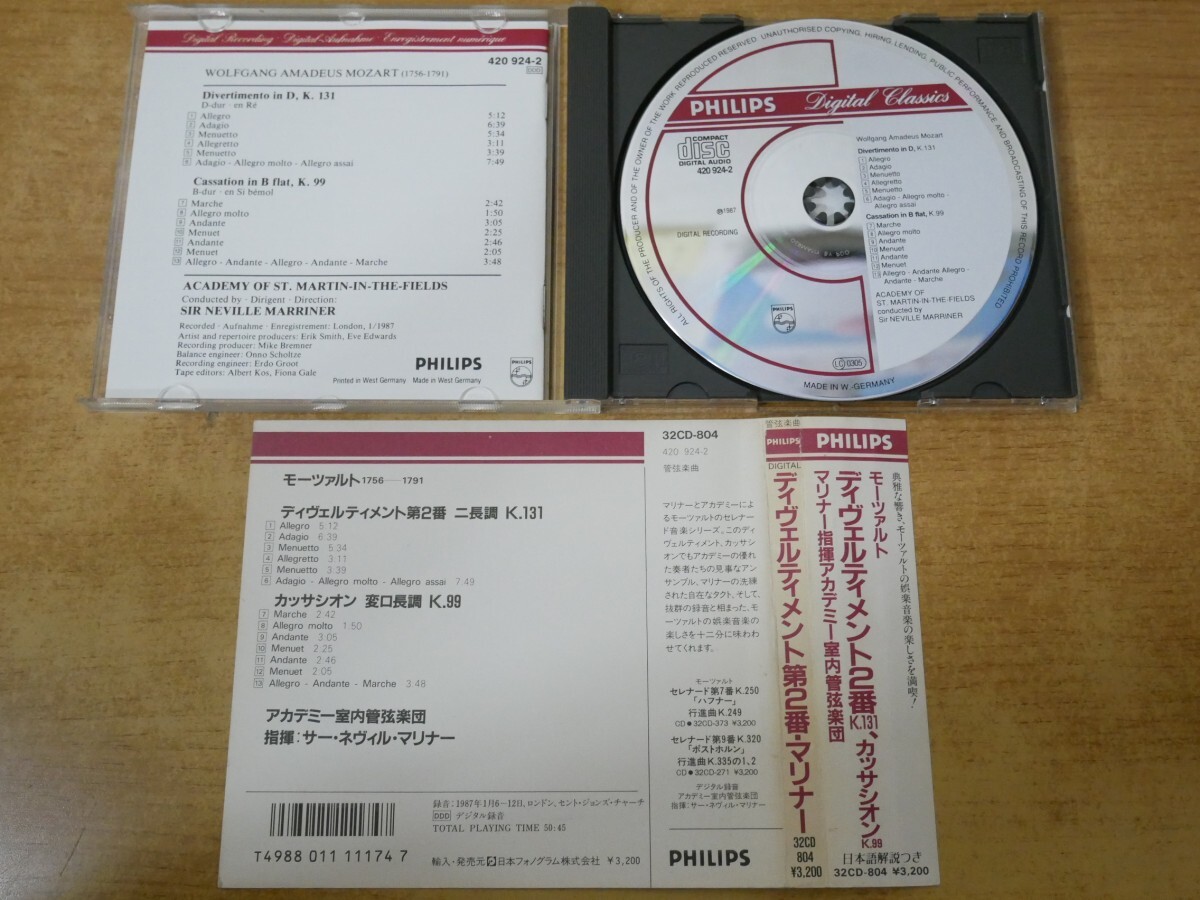 Digital Recording · Digital-Aufnahme · Enregistrement numérique
420 924-2
DDD
WOLFGANG AMADEUS MOZART (1756-1791)
Divertimento in D, K. 131
D-dur · en Ré
1 Allegro 5:12
2 Adagio 6:39
3 Menuetto 5:34
4 Allegretto 3:11
5 Menuetto 3:39
6 Adagio - Allegro molto - Allegro assai 7:49
Cassation in B flat, K. 99
B-dur · en Si bémol
7 Marche 2:42
8 Allegro molto 1:50
9 Andante 3:05
10 Menuet 2:25
11 Andante 2:46
12 Menuet 2:05
13 Allegro - Andante - Allegro - Andante - Marche 3:48
ACADEMY OF ST. MARTIN-IN-THE-FIELDS
Conducted by · Dirigent · Direction:
SIR NEVILLE MARRINER
Recorded · Aufnahme · Enregistrement: London, 1/1987
Artist and repertoire producers: Erik Smith, Eve Edwards
Recording producer: Mike Bremner
Balance engineer: Onno Scholtze
Recording engineer: Erdo Groot
Tape editors: Albert Kos, Fiona Gale
Printed in West Germany Made in West Germany
PHILIPS
PHILIPS
ALL RIGHTS OF THE PRODUCER AND OF THE OWNER OF THE WORK REPRODUCED RESERVED. UNAUTHORISED COPYING, HIRING, LENDING, PUBLIC PERFORMANCE AND BROADCASTING OF THIS RECORD PROHIBITED
PHILIPS Digital Classics
COMPACT
disc
DIGITAL AUDIO
420 924-2
℗1987
DIGITAL RECORDING
Wolfgang Amadeus Mozart
Divertimento in D, K.131
1 Allegro
2 Adagio
3 Menuetto
4 Allegretto
5 Menuetto
6 Adagio - Allegro molto -
Allegro assai
Cassation in B flat, K.99
7 Marche
8 Allegro molto
9 Andante
10 Menuet
11 Andante
12 Menuet
13 Allegro - Andante Allegro -
Andante - Marche
ACADEMY OF
ST. MARTIN-IN-THE-FIELDS
conducted by
Sir NEVILLE MARRINER
PHILIPS
LC 0305
MADE IN W.-GERMANY
モーツァルト1756—1791
ディヴェルティメント第2番 ニ長調 K.131
1 Allegro 5:12
2 Adagio 6:39
3 Menuetto 5:34
4 Allegretto 3:11
5 Menuetto 3:39
6 Adagio - Allegro molto - Allegro assai 7:49
カッサシオン 変ロ長調 K.99
7 Marche 2:42
8 Allegro molto 1:50
9 Andante 3:05
10 Menuet 2:25
11 Andante 2:46
12 Menuet 2:05
13 Allegro - Andante - Marche 3:48
アカデミー室内管弦楽団
指揮:サー・ネヴィル・マリナー
録音:1987年1月6〜12日、ロンドン、セント・ジョンズ・チャーチ
DDD デジタル録音
TOTAL PLAYING TIME 50:45
T4988 011 11174 7
輸入・発売元 日本フォノグラム株式会社 ¥3,200
32CD-804
420 924-2
管弦楽曲
マリナーとアカデミーによ
るモーツァルトのセレナー
ド音楽シリーズ。このディ
ヴェルティメント、カッサシ
オンでもアカデミーの優れ
た奏者たちの見事なアン
サンブル、マリナーの洗練
された自在なタクト、そして、
抜群の録音と相まった、モ
ーツァルトの娯楽音楽の
楽しさを十二分に味わわ
せてくれます。
モーツァルト
セレナード第7番K.250
「ハフナー」
行進曲K.249
CD●32CD-373 ¥3,200
セレナード第9番K.320
「ポストホルン」
行進曲K.335の1、2
CD●32CD-271 ¥3,200
デジタル録音
アカデミー室内管弦楽団
指揮:サー・ネヴィル・マリナー
PHILIPS
管弦楽曲
PHILIPS
DIGITAL
ディヴェルティメント第2番・マリナー
32CD
804
¥3,200
PHILIPS
典雅な響き、モーツァルトの娯楽音楽の楽しさを満喫!
モーツァルト
ディヴェルティメント2番K.131、カッサシオンK.99
マリナー指揮アカデミー室内管弦楽団
日本語解説つき
32CD-804 ¥3,200